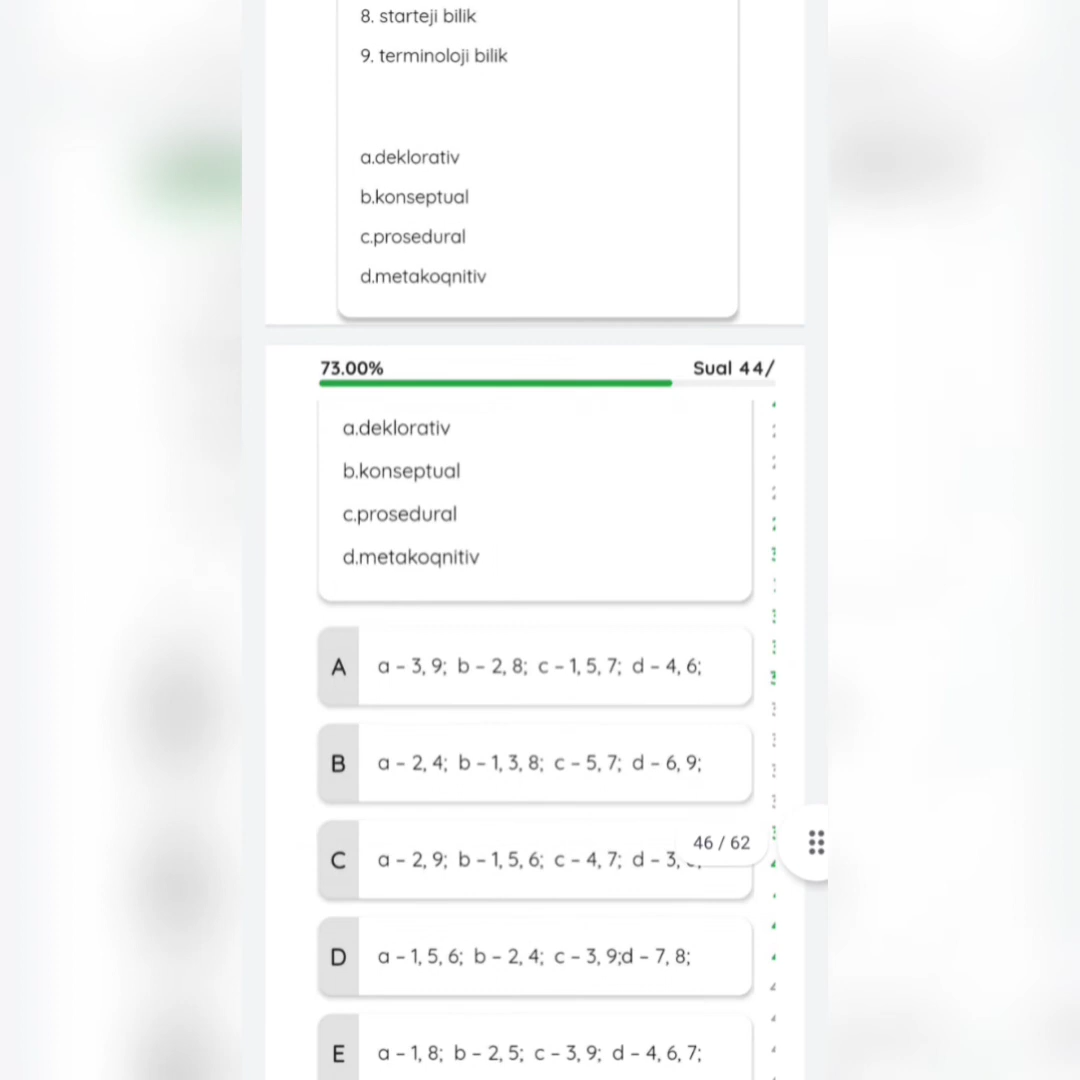 8. starteji bilik
9. terminoloji bilik
a.deklorativ
b.konseptual
c.prosedural
d.metakoqnitiv
73.00%
Sual 44/
a.deklorativ
b.konseptual
c.prosedural
d.metakoqnitiv
A a - 3, 9; b - 2, 8; c - 1, 5, 7; d - 4, 6;
B a - 2, 4; b - 1, 3, 8; c - 5, 7; d - 6, 9;
C a - 2, 9; b - 1, 5, 6; c - 4, 7; d - 3,
46 / 62
D a - 1, 5, 6; b - 2, 4; c - 3, 9;d - 7, 8;
E a - 1, 8; b - 2, 5; c - 3, 9; d - 4, 6, 7;